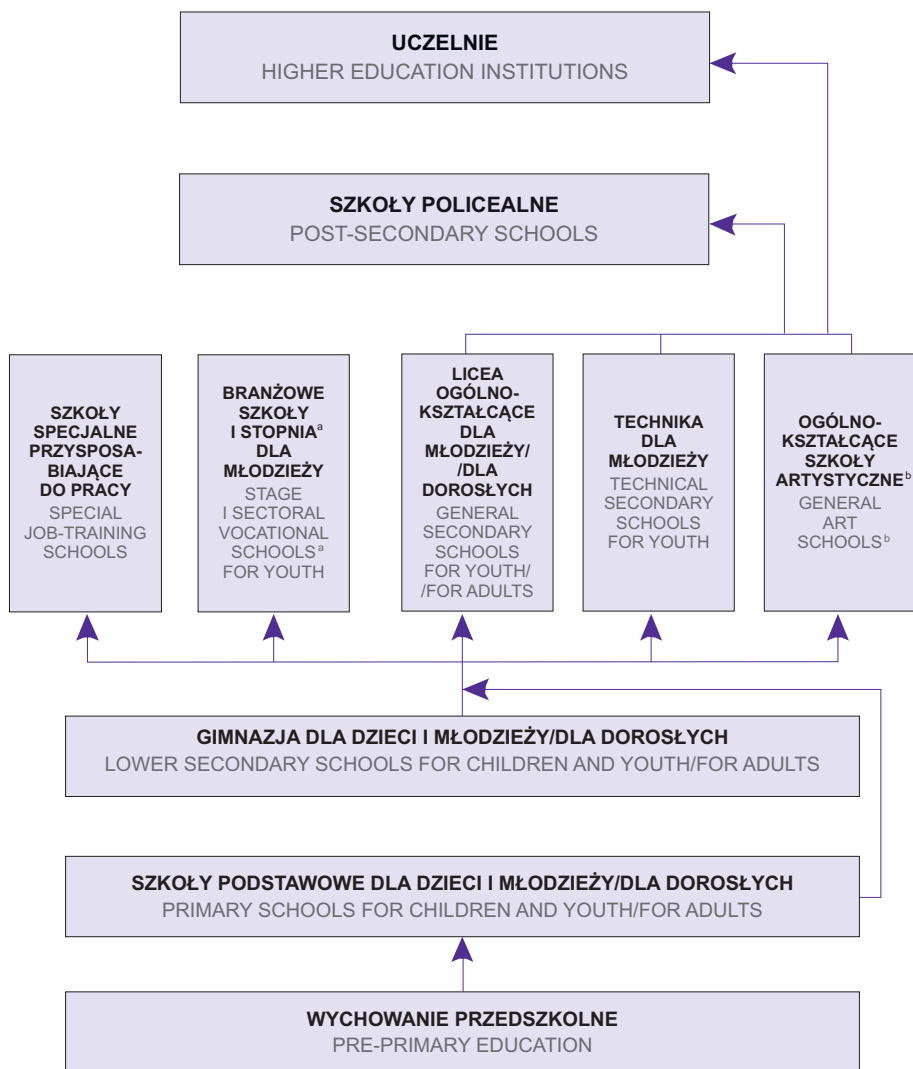 UCZELNIE
HIGHER EDUCATION INSTITUTIONS
SZKOŁY POLICEALNE
POST-SECONDARY SCHOOLS
SZKOŁY
SPECJALNE
PRZYSPOSA-
BIAJĄCE
DO PRACY
SPECIAL
JOB-TRAINING
SCHOOLS
BRANŻOWE
SZKOŁY
I STOPNIAᵃ
DLA
MŁODZIEŻY
STAGE
I SECTORAL
VOCATIONAL
SCHOOLSᵃ
FOR YOUTH
LICEA
OGÓLNO-
KSZTAŁCĄCE
DLA
MŁODZIEŻY/
/DLA
DOROSŁYCH
GENERAL
SECONDARY
SCHOOLS
FOR YOUTH/
/FOR ADULTS
TECHNIKA
DLA
MŁODZIEŻY
TECHNICAL
SECONDARY
SCHOOLS
FOR YOUTH
OGÓLNO-
KSZTAŁCĄCE
SZKOŁY
ARTYSTYCZNEᵇ
GENERAL
ART
SCHOOLSᵇ
GIMNAZJA DLA DZIECI I MŁODZIEŻY/DLA DOROSŁYCH
LOWER SECONDARY SCHOOLS FOR CHILDREN AND YOUTH/FOR ADULTS
SZKOŁY PODSTAWOWE DLA DZIECI I MŁODZIEŻY/DLA DOROSŁYCH
PRIMARY SCHOOLS FOR CHILDREN AND YOUTH/FOR ADULTS
WYCHOWANIE PRZEDSZKOLNE
PRE-PRIMARY EDUCATION